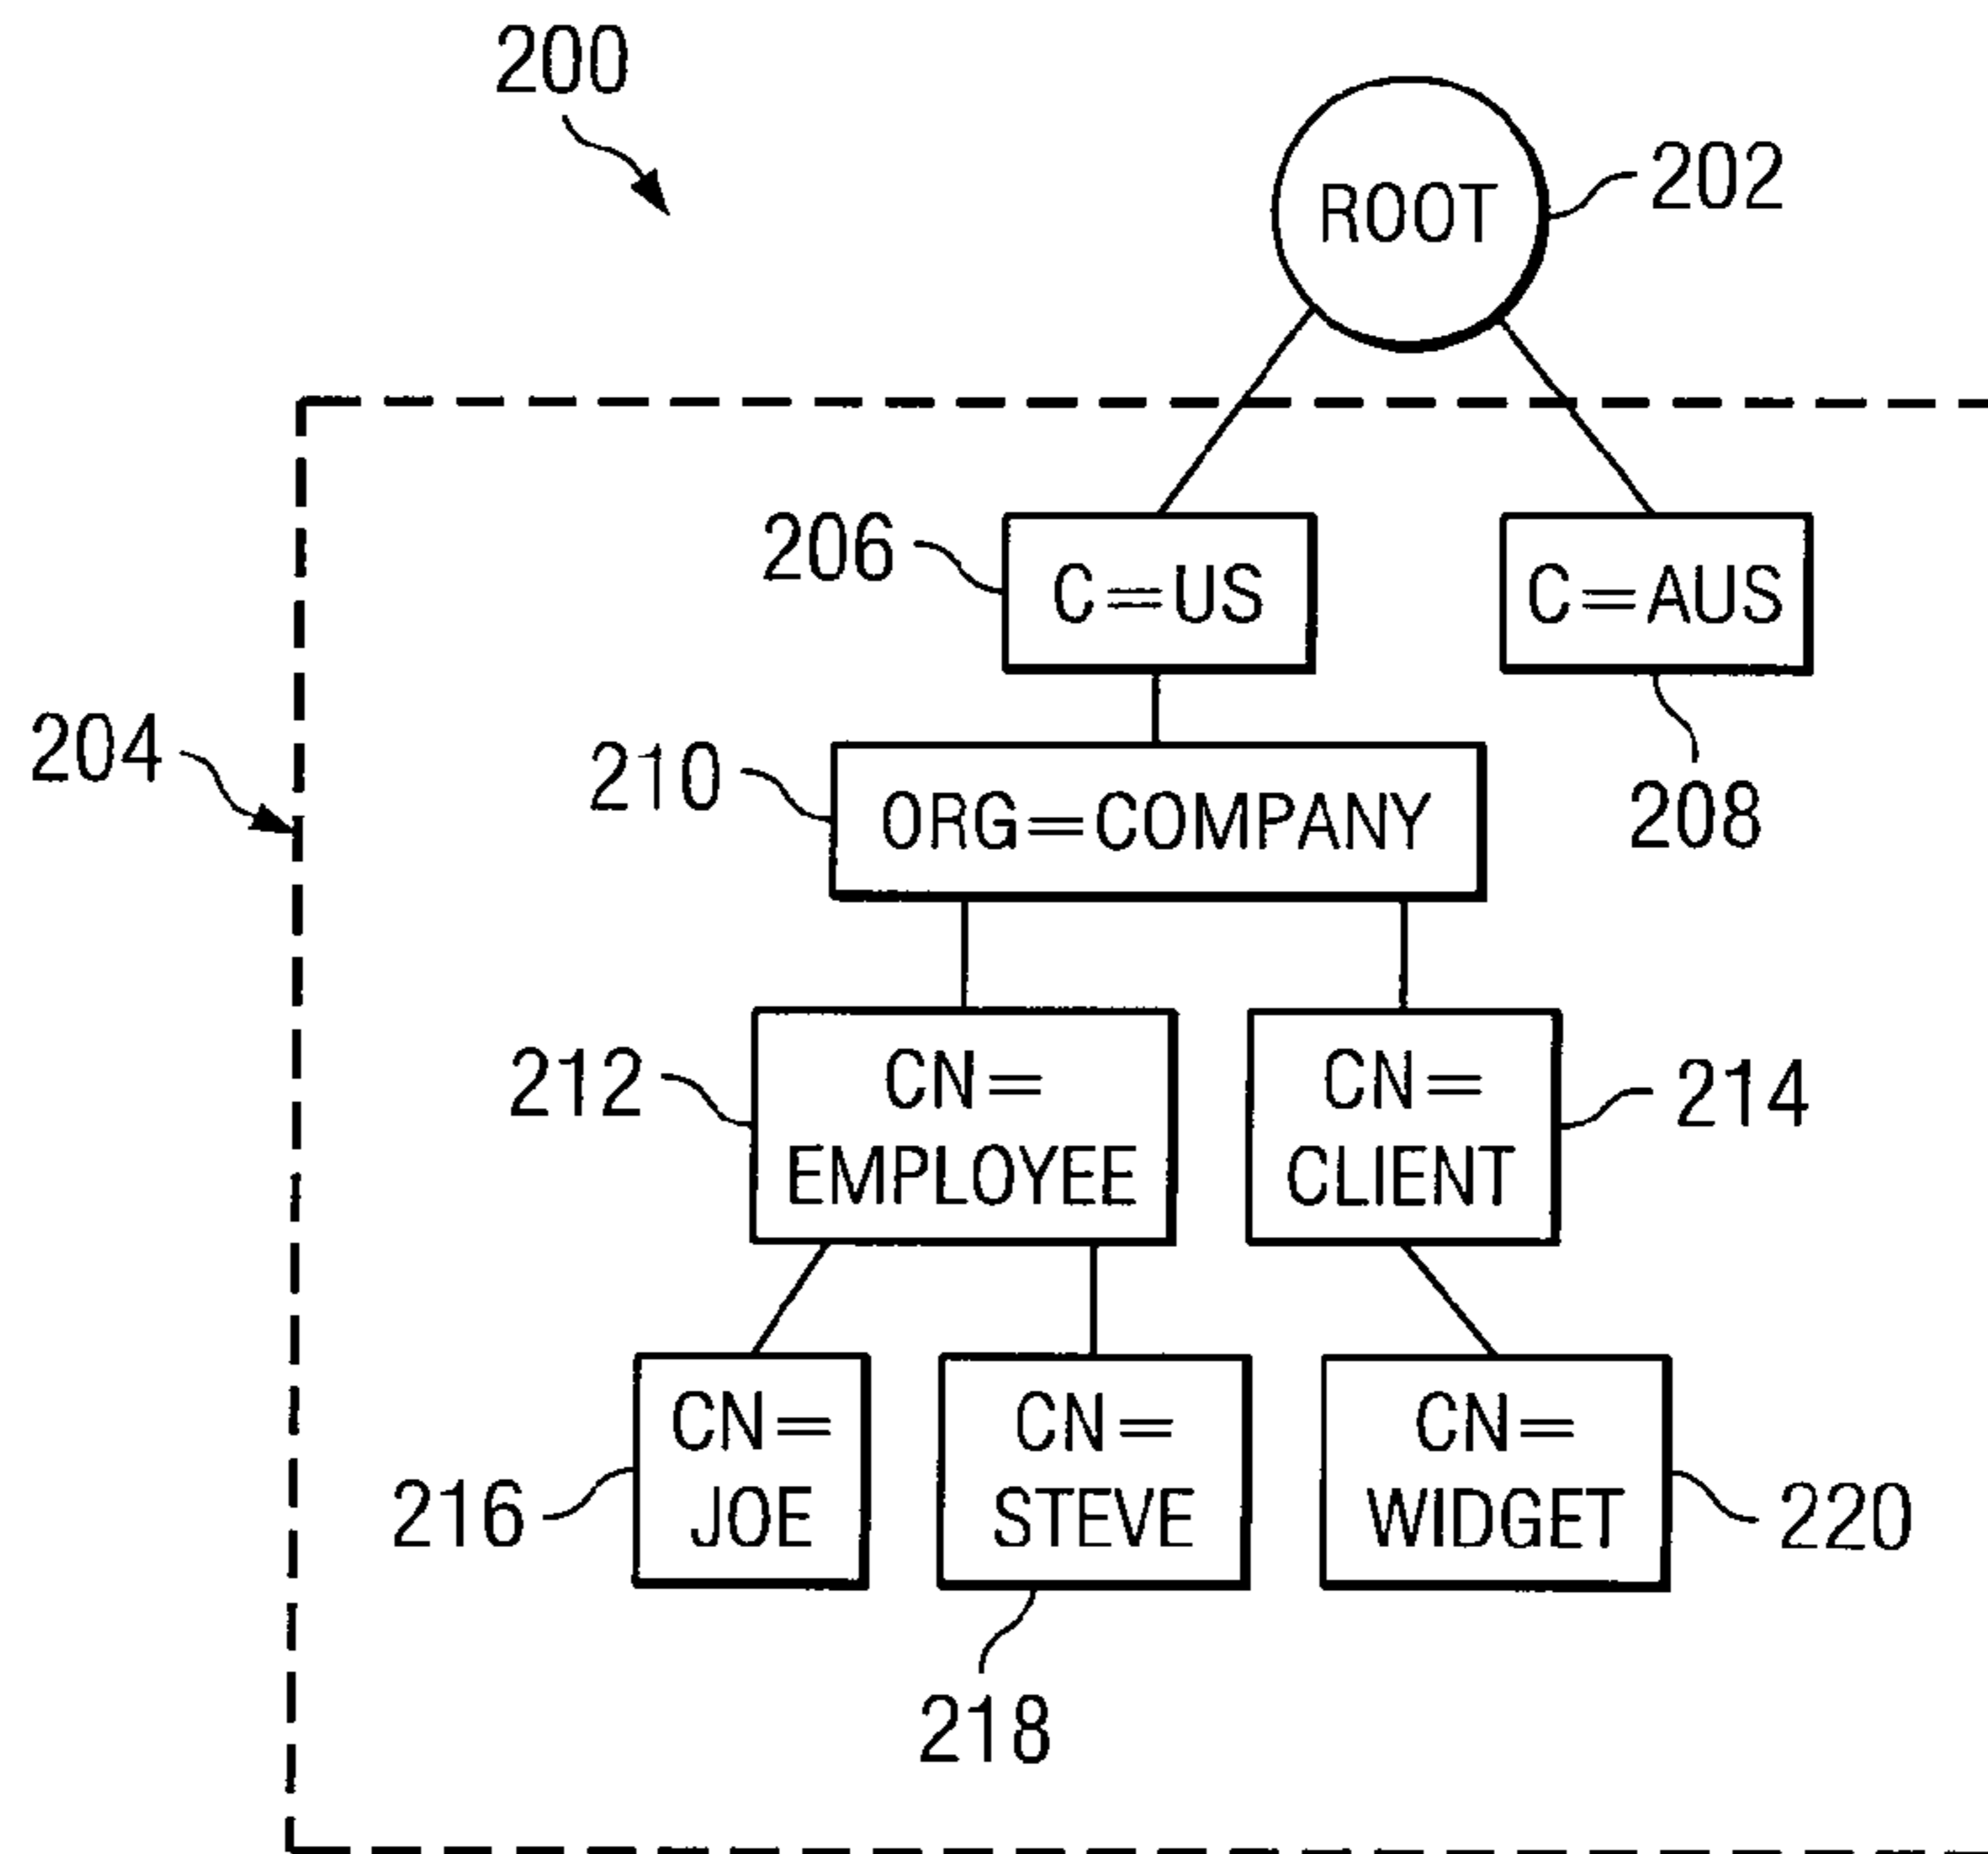 200
ROOT
202
206
C=US
C=AUS
204
210
ORG=COMPANY
208
212
CN=
EMPLOYEE
CN=
CLIENT
214
216
CN=
JOE
CN=
STEVE
CN=
WIDGET
220
218